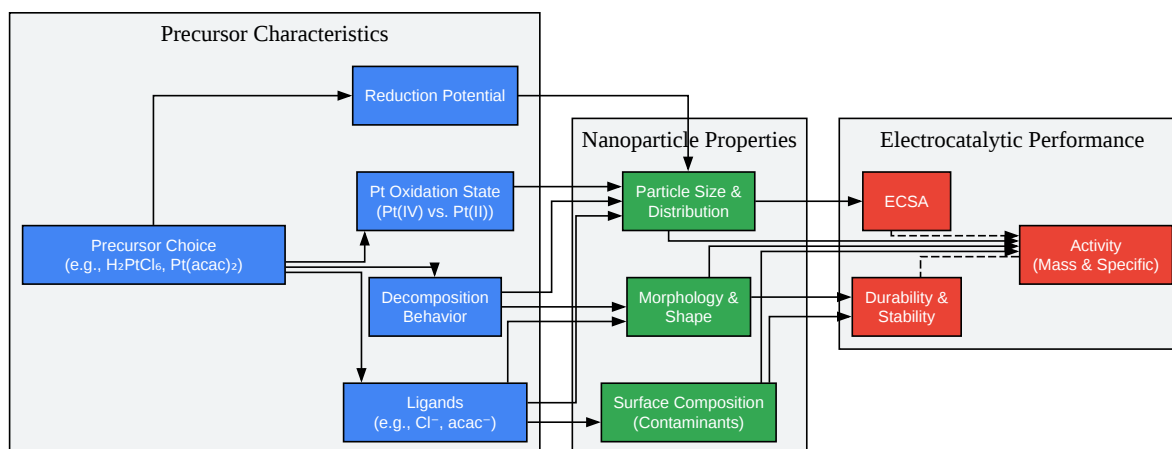 Precursor Characteristics
Reduction Potential
Pt Oxidation State
(Pt(IV) vs. Pt(II))
Precursor Choice
(e.g., H₂PtCl₆, Pt(acac)₂)
Decomposition
Behavior
Ligands
(e.g., Cl⁻, acac⁻)
Nanoparticle Properties
Particle Size &
Distribution
Morphology &
Shape
Surface Composition
(Contaminants)
Electrocatalytic Performance
ECSA
Activity
(Mass & Specific)
Durability &
Stability